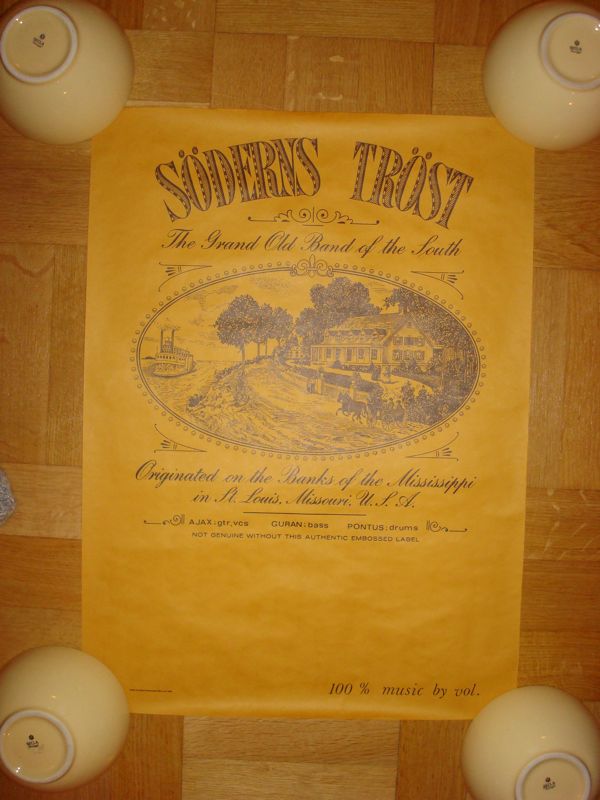 SÖDERNS TRÖST
The Grand Old Band of the South
Originated on the Banks of the Mississippi
in St. Louis, Missouri, U.S.A.
AJAX: gtr, vcs GURAN: bass PONTUS: drums
NOT GENUINE WITHOUT THIS AUTHENTIC EMBOSSED LABEL
100 % music by vol.